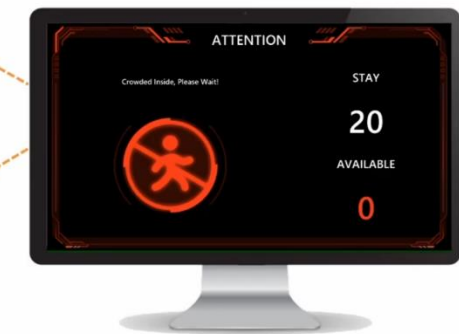 ATTENTION
Crowded Inside, Please Wait!
STAY
20
AVAILABLE
0